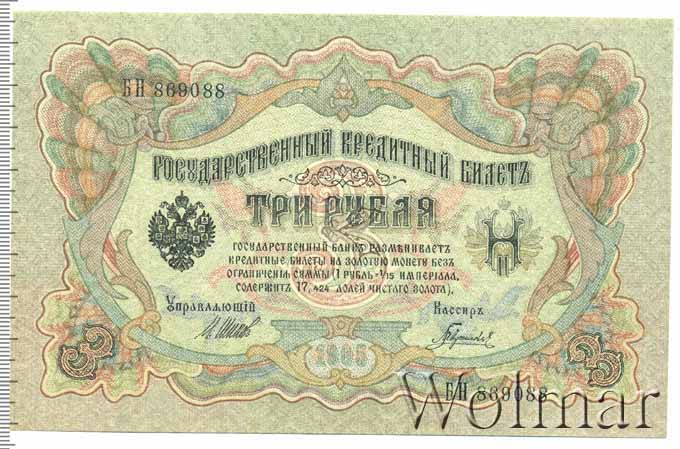 БН 869088
Государственный Кредитный Билетъ
ТРИ РУБЛЯ
Государственный банкъ размѣниваетъ
кредитные билеты на золотую монету безъ
ограниченія суммы (1 рубль = 1/15 имперіала,
содержитъ 17,424 долей чистаго золота).
Управляющій
Кассиръ
И. Шипов
1905
3
3
БН 869088
Wolmar